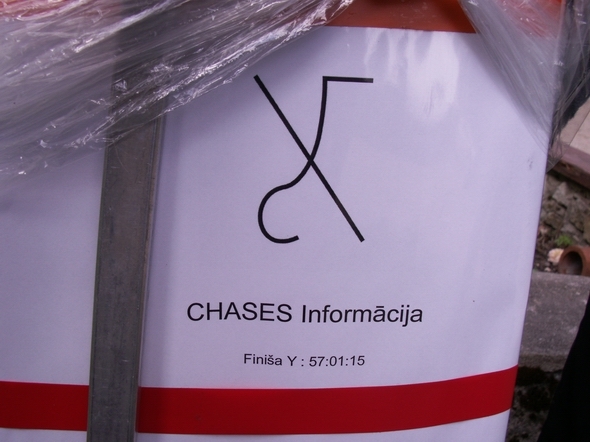 CHASES Informācija
Finiša Y : 57:01:15